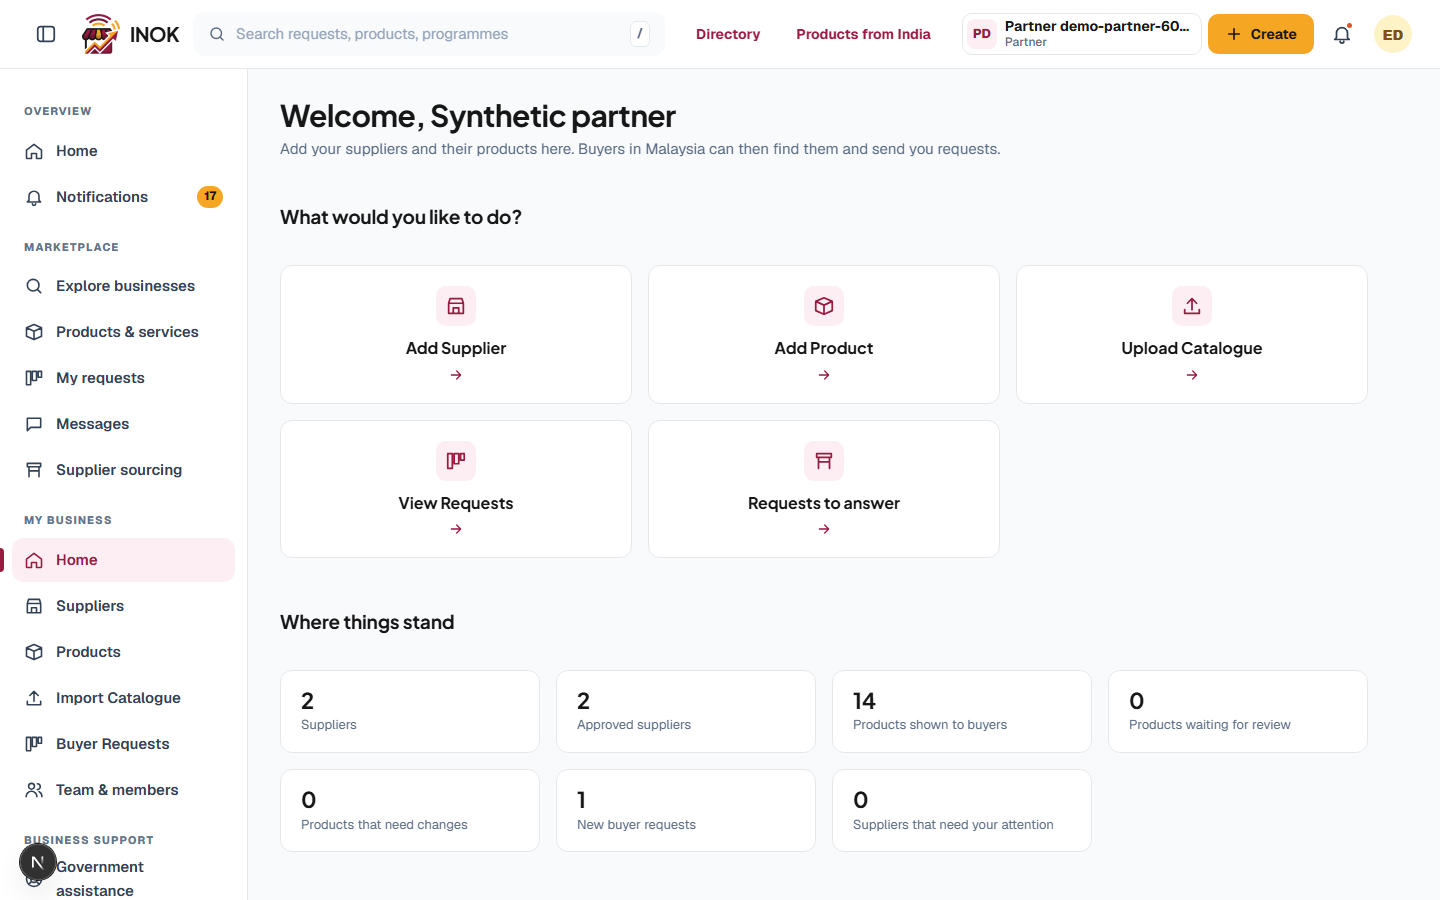 INOK
Search requests, products, programmes
/
Directory
Products from India
PD
Partner demo-partner-60...
Partner
Create
ED
OVERVIEW
Home
Notifications
17
MARKETPLACE
Explore businesses
Products & services
My requests
Messages
Supplier sourcing
MY BUSINESS
Home
Suppliers
Products
Import Catalogue
Buyer Requests
Team & members
BUSINESS SUPPORT
N
Government
assistance
Welcome, Synthetic partner
Add your suppliers and their products here. Buyers in Malaysia can then find them and send you requests.
What would you like to do?
Add Supplier
Add Product
Upload Catalogue
View Requests
Requests to answer
Where things stand
2
Suppliers
2
Approved suppliers
14
Products shown to buyers
0
Products waiting for review
0
Products that need changes
1
New buyer requests
0
Suppliers that need your attention